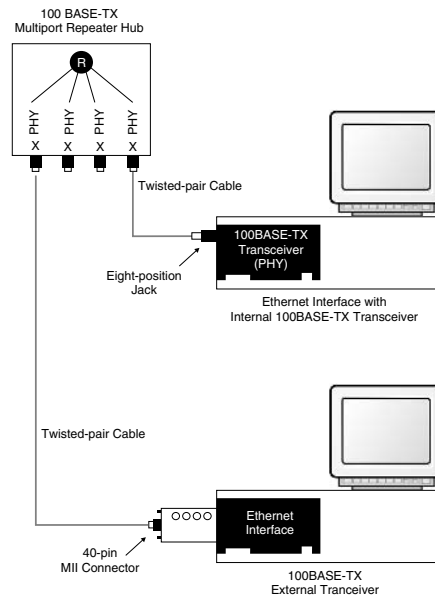 100 BASE-TX
Multiport Repeater Hub
R
PHY
PHY
PHY
PHY
X
X
X
X
Twisted-pair Cable
100BASE-TX
Transceiver
(PHY)
Eight-position
Jack
Ethernet Interface with
Internal 100BASE-TX Transceiver
Twisted-pair Cable
Ethernet
Interface
40-pin
MII Connector
100BASE-TX
External Tranceiver